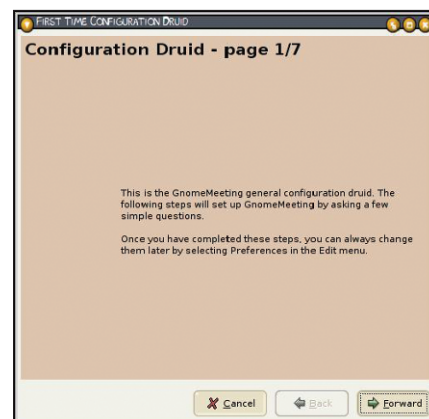 First Time Configuration Druid
Configuration Druid - page 1/7
This is the GnomeMeeting general configuration druid. The
following steps will set up GnomeMeeting by asking a few
simple questions.
Once you have completed these steps, you can always change
them later by selecting Preferences in the Edit menu.
Cancel
Back
Forward